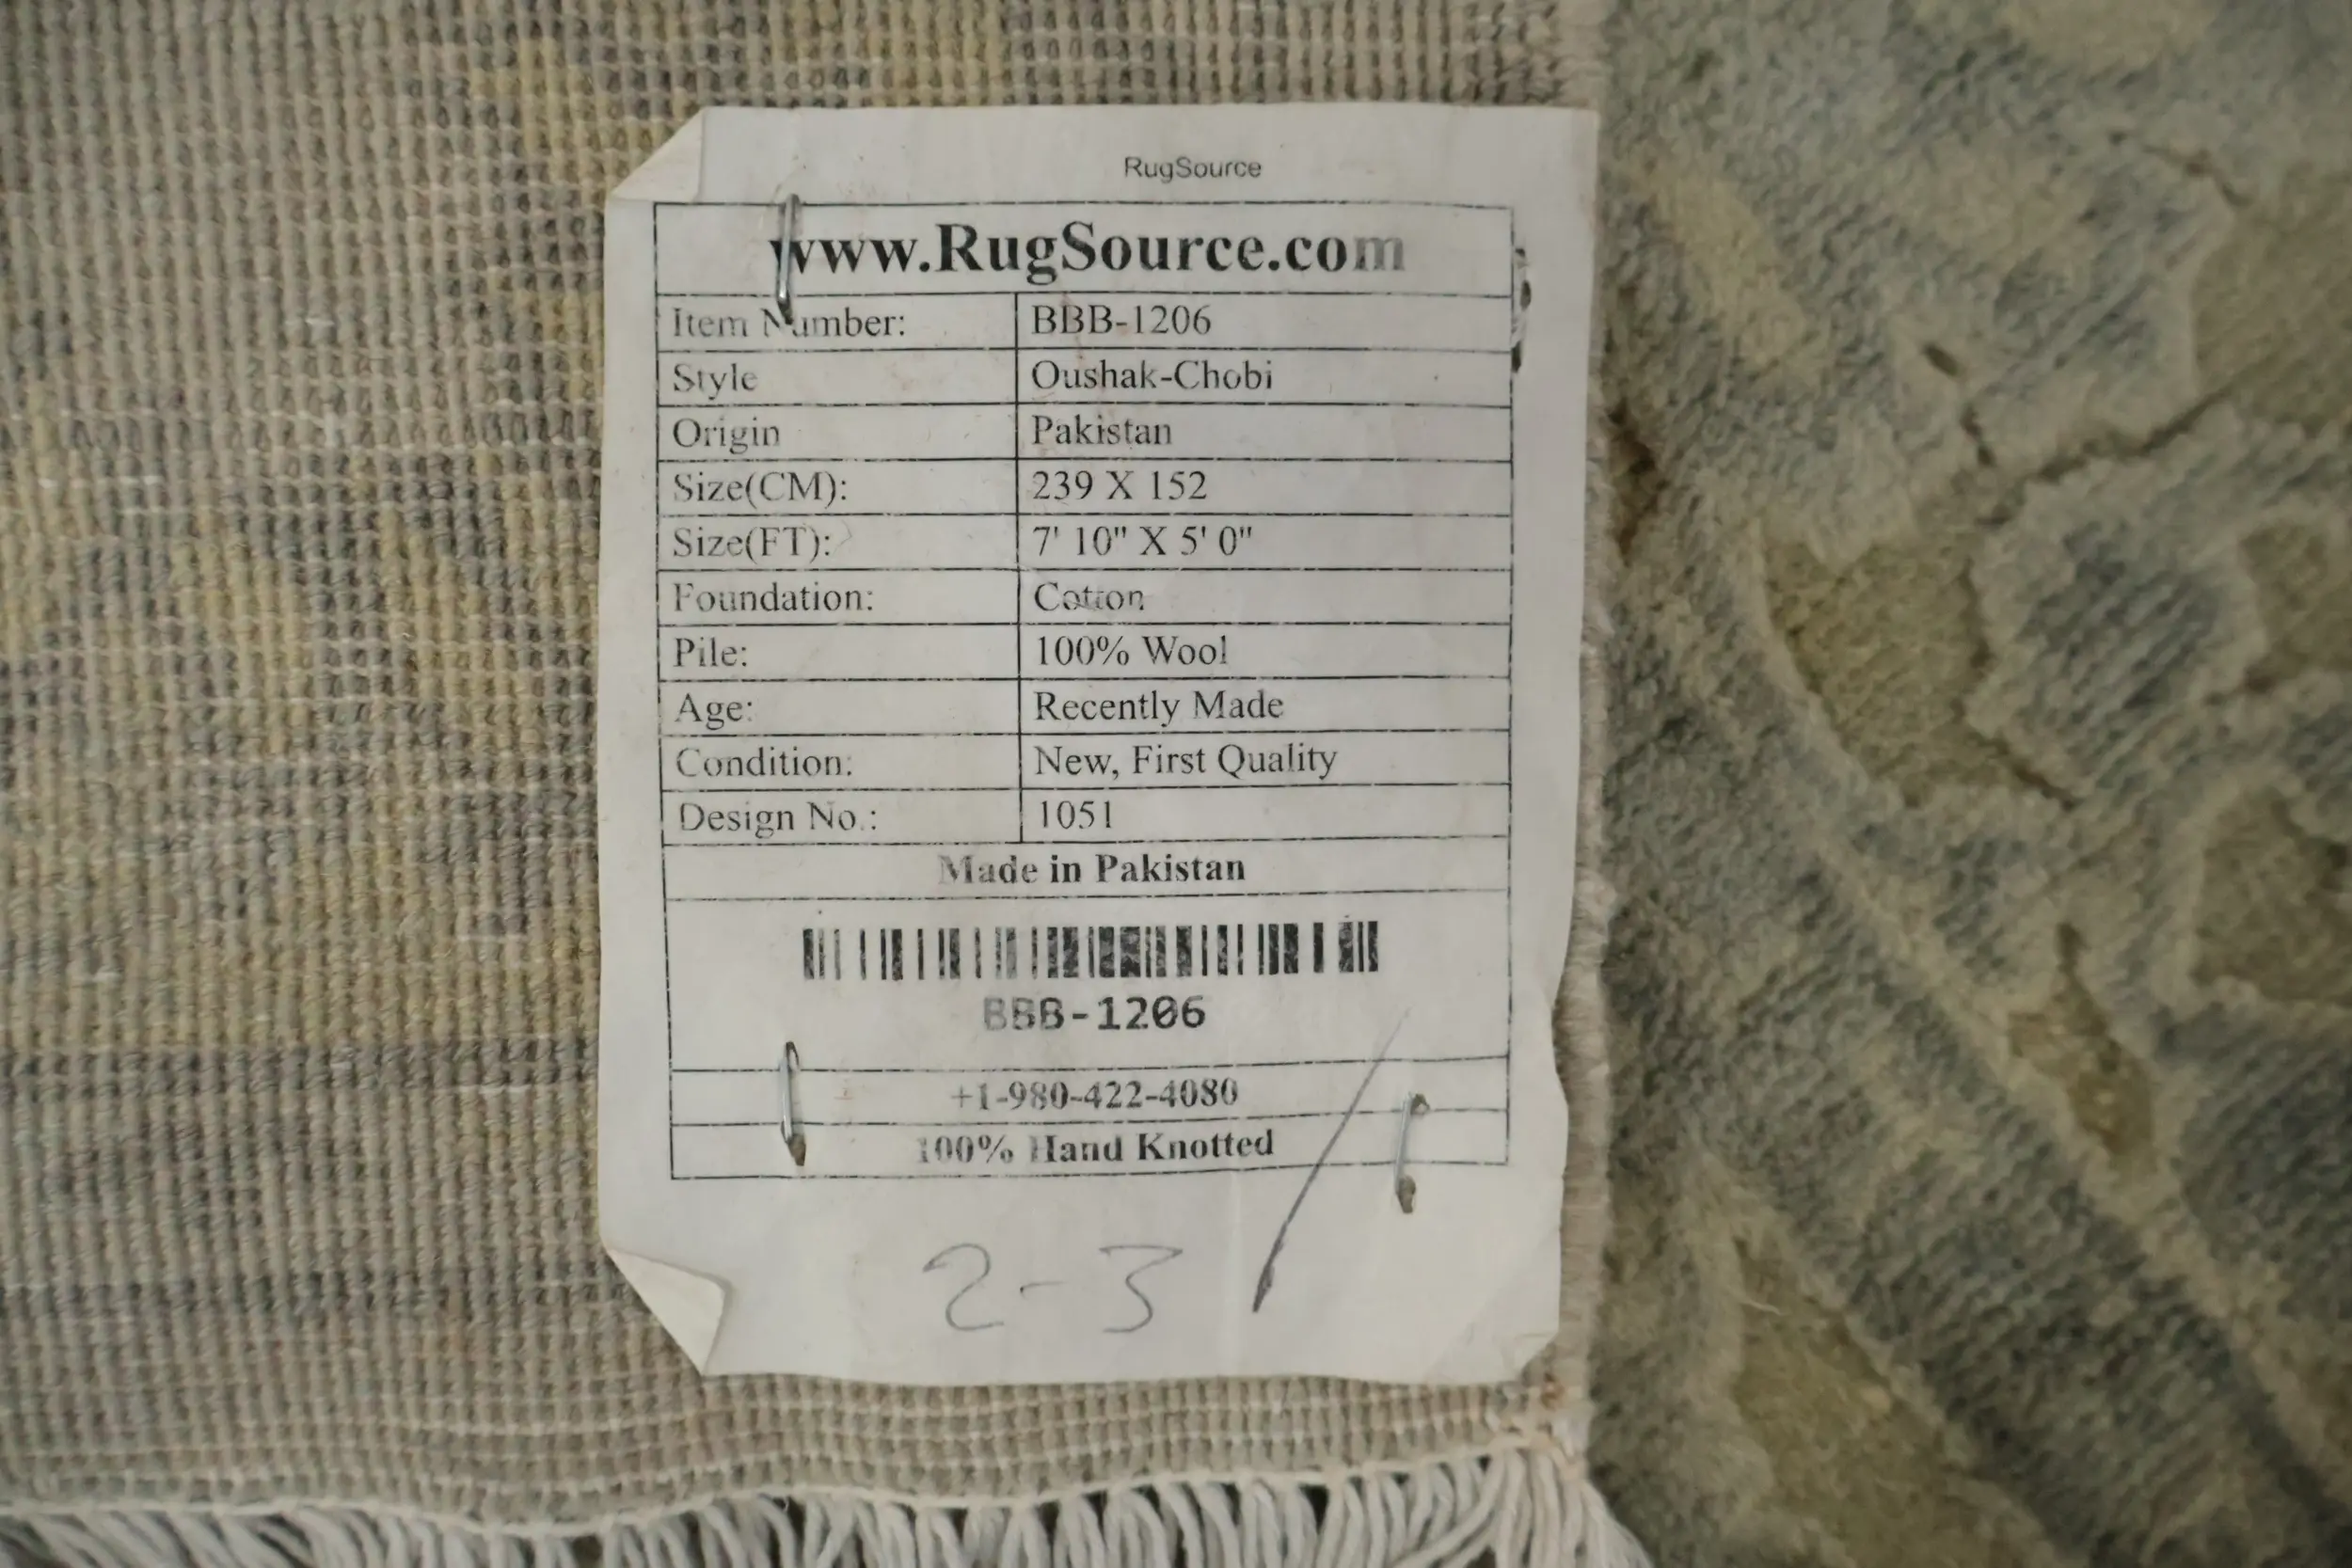 RugSource
www.RugSource.com
Item Number: BBB-1206
Style Oushak-Chobi
Origin Pakistan
Size(CM): 239 X 152
Size(FT): 7' 10" X 5' 0"
Foundation: Cotton
Pile: 100% Wool
Age: Recently Made
Condition: New, First Quality
Design No.: 1051
Made in Pakistan
BBB-1206
+1-980-422-4080
100% Hand Knotted
2-3